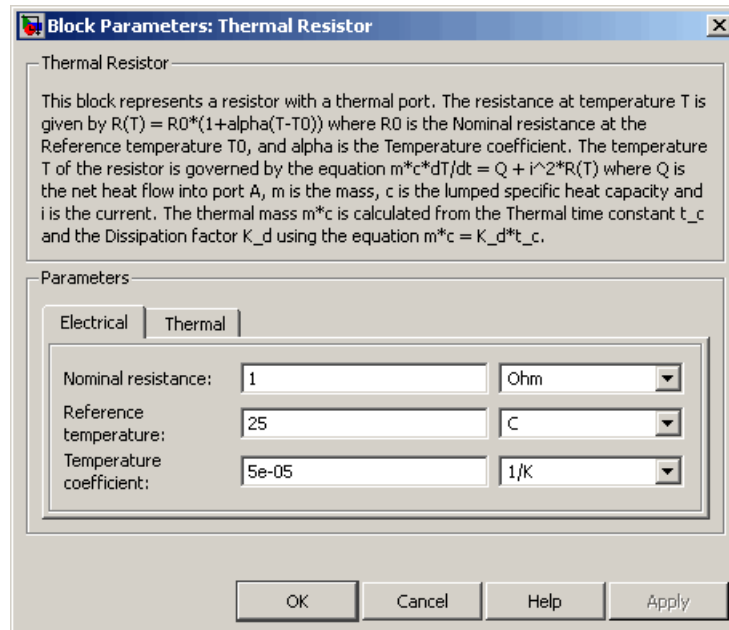 Block Parameters: Thermal Resistor
Thermal Resistor
This block represents a resistor with a thermal port. The resistance at temperature T is
given by R(T) = R0*(1+alpha(T-T0)) where R0 is the Nominal resistance at the
Reference temperature T0, and alpha is the Temperature coefficient. The temperature
T of the resistor is governed by the equation m*c*dT/dt = Q + i^2*R(T) where Q is
the net heat flow into port A, m is the mass, c is the lumped specific heat capacity and
i is the current. The thermal mass m*c is calculated from the Thermal time constant t_c
and the Dissipation factor K_d using the equation m*c = K_d*t_c.
Parameters
Electrical Thermal
Nominal resistance: 1 Ohm
Reference
temperature: 25 C
Temperature
coefficient: 5e-05 1/K
OK Cancel Help Apply